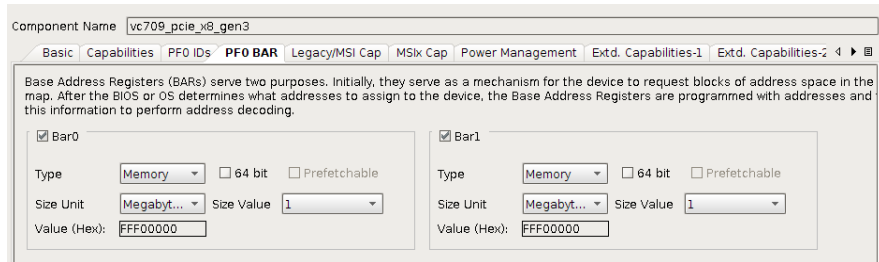 Component Name vc709_pcie_x8_gen3
Basic Capabilities PF0 IDs PF0 BAR Legacy/MSI Cap MSIx Cap Power Management Extd. Capabilities-1 Extd. Capabilities-2
Base Address Registers (BARs) serve two purposes. Initially, they serve as a mechanism for the device to request blocks of address space in the
map. After the BIOS or OS determines what addresses to assign to the device, the Base Address Registers are programmed with addresses and
this information to perform address decoding.
Bar0 Bar1
Type Memory 64 bit Prefetchable Type Memory 64 bit Prefetchable
Size Unit Megabyt... Size Value 1 Size Unit Megabyt... Size Value 1
Value (Hex): FFF00000 Value (Hex): FFF00000